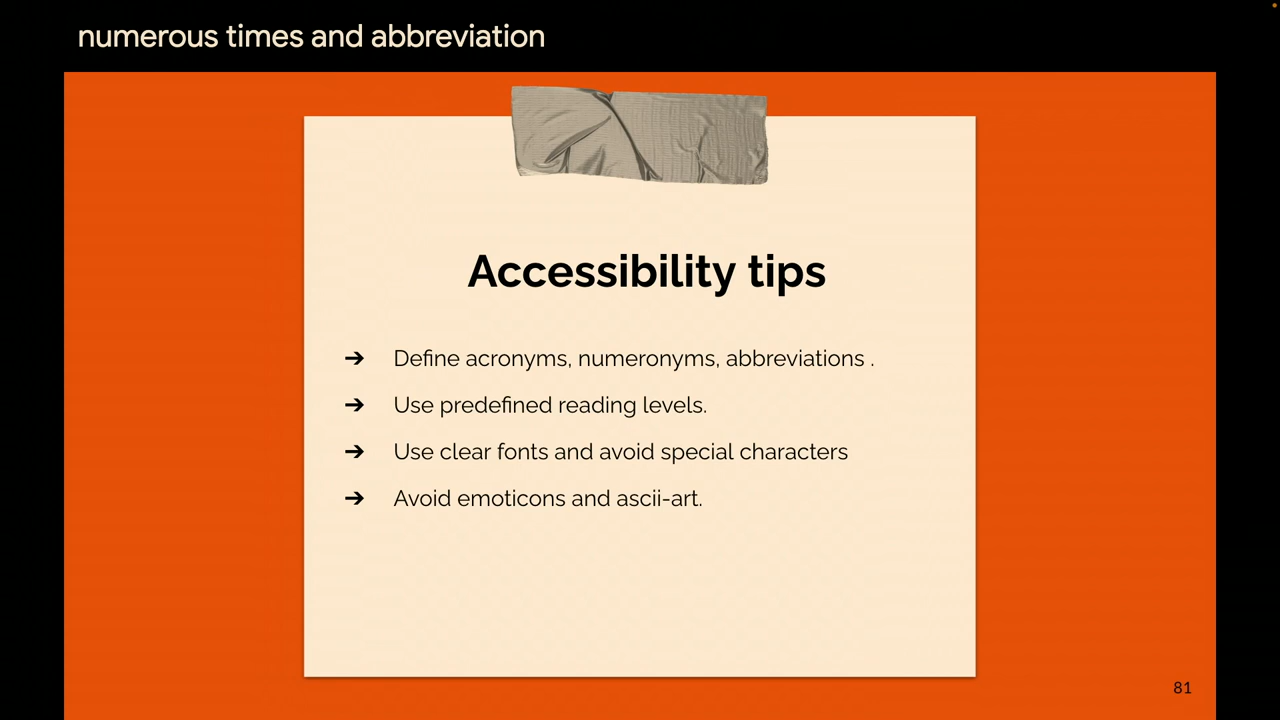 numerous times and abbreviation
Accessibility tips
➔ Define acronyms, numeronyms, abbreviations .
➔ Use predefined reading levels.
➔ Use clear fonts and avoid special characters
➔ Avoid emoticons and ascii-art.
81